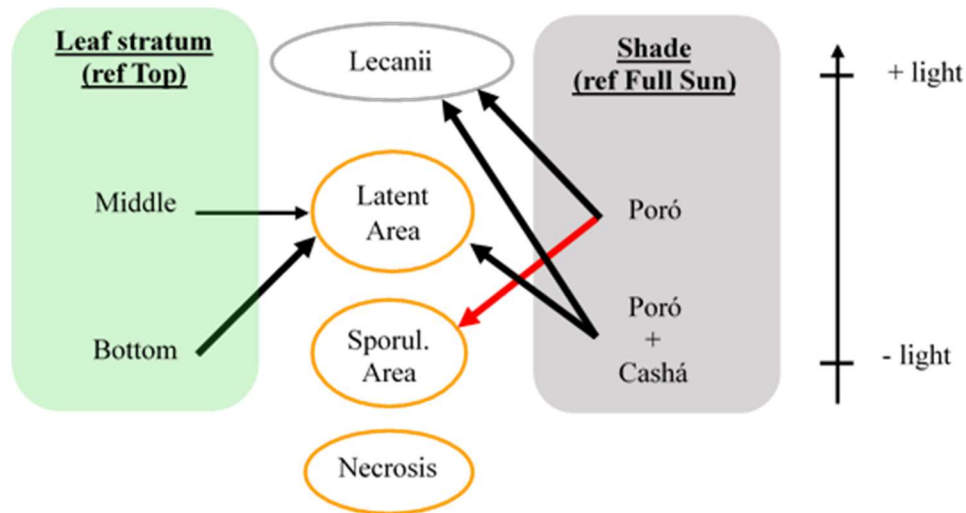 Leaf stratum
(ref Top)
Middle
Bottom
Lecanii
Latent
Area
Sporul.
Area
Necrosis
Shade
(ref Full Sun)
Poró
Poró
+
Cashá
+ light
- light